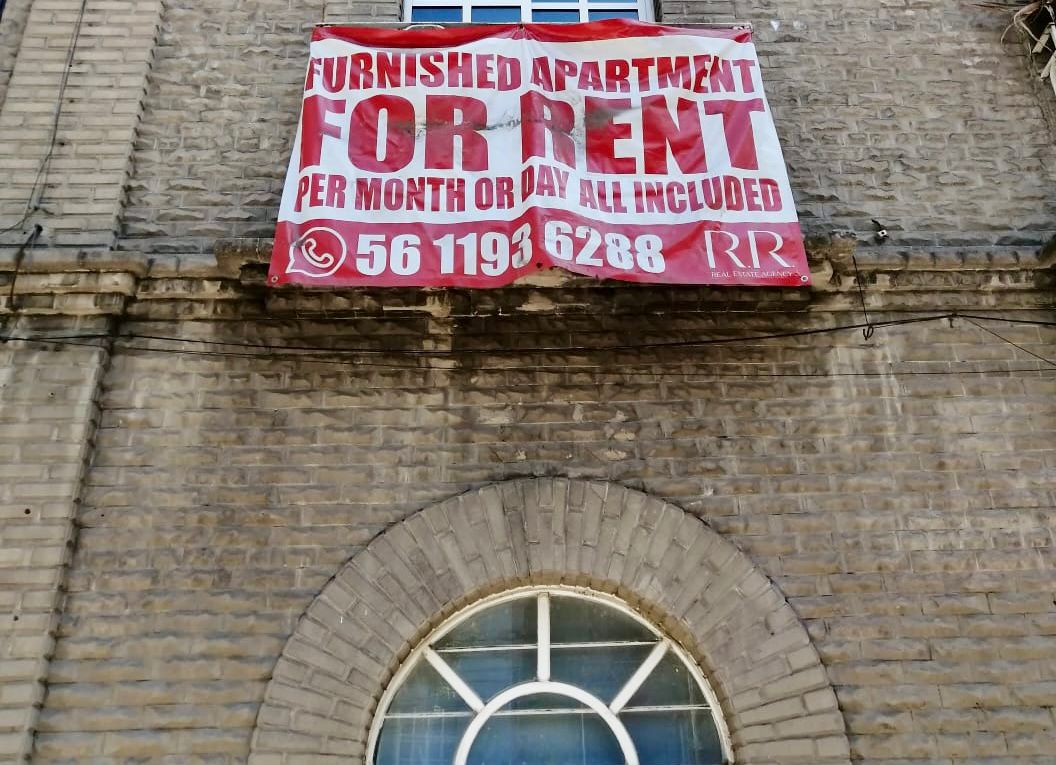 FURNISHED APARTMENT
FOR RENT
PER MONTH OR DAY ALL INCLUDED
56 1193 6288
RR
REAL ESTATE AGENCY